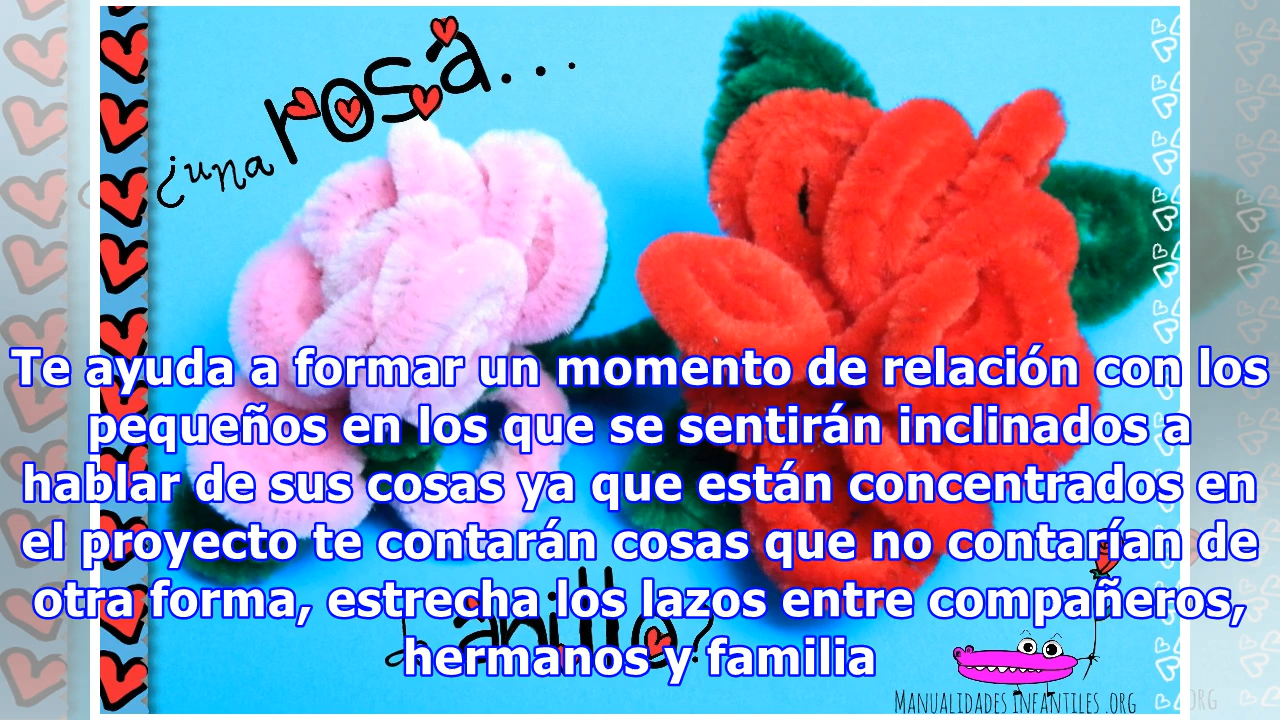 ¿una rosa...
Te ayuda a formar un momento de relación con los
pequeños en los que se sentirán inclinados a
hablar de sus cosas ya que están concentrados en
el proyecto te contarán cosas que no contarían de
otra forma, estrecha los lazos entre compañeros,
hermanos y familia
anillo?
MANUALIDADES INFANTILES .ORG
ORG